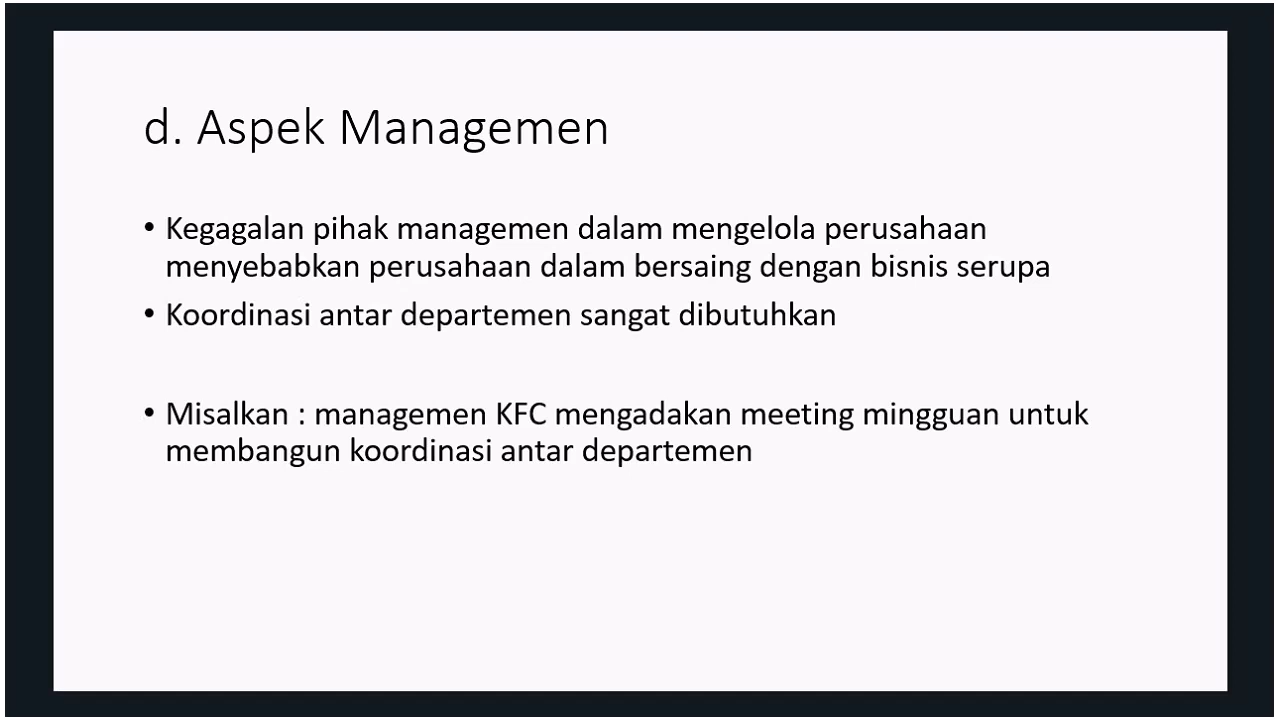 d. Aspek Managemen
• Kegagalan pihak managemen dalam mengelola perusahaan
menyebabkan perusahaan dalam bersaing dengan bisnis serupa
• Koordinasi antar departemen sangat dibutuhkan
• Misalkan : managemen KFC mengadakan meeting mingguan untuk
membangun koordinasi antar departemen